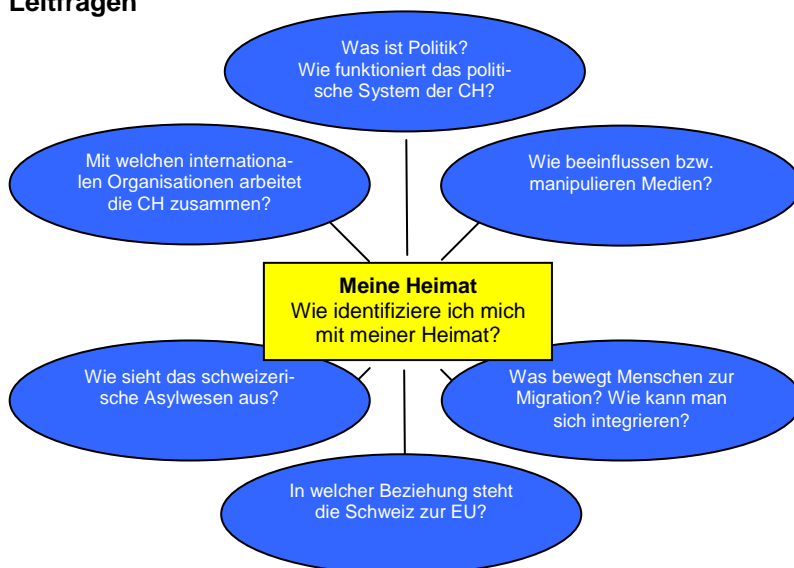 Leitfragen
Was ist Politik?
Wie funktioniert das politi-
sche System der CH?
Mit welchen internationa-
len Organisationen arbeitet
die CH zusammen?
Wie beeinflussen bzw.
manipulieren Medien?
Meine Heimat
Wie identifiziere ich mich
mit meiner Heimat?
Wie sieht das schweizeri-
sche Asylwesen aus?
Was bewegt Menschen zur
Migration? Wie kann man
sich integrieren?
In welcher Beziehung steht
die Schweiz zur EU?